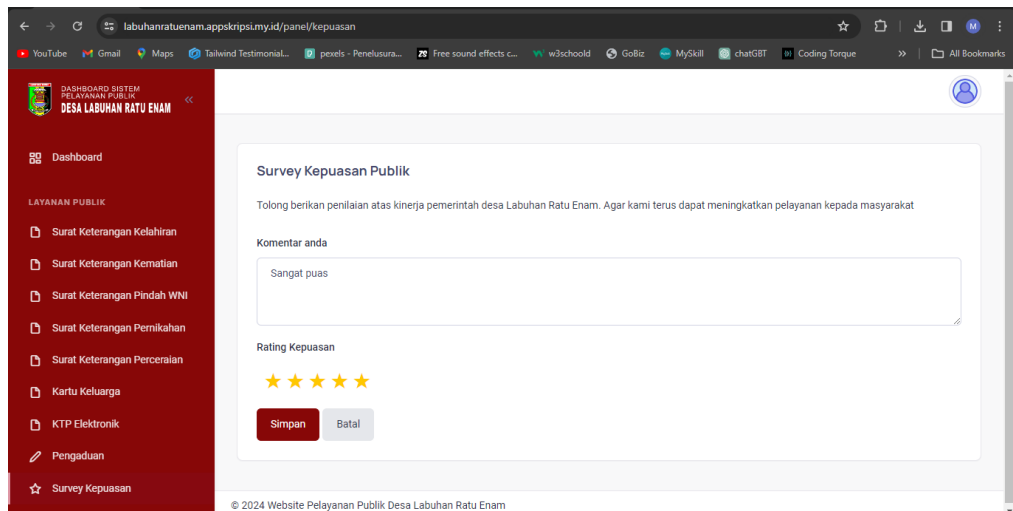 labuhanratuenam.appskripsi.my.id/panel/kepuasan
M
YouTube Gmail Maps Tailwind Testimonial... pexels - Penelusura... Free sound effects c... w3schoold GoBiz MySkill chatGBT Coding Torque » All Bookmarks
DASHBOARD SISTEM
PELAYANAN PUBLIK
DESA LABUHAN RATU ENAM
Dashboard
LAYANAN PUBLIK
Surat Keterangan Kelahiran
Surat Keterangan Kematian
Surat Keterangan Pindah WNI
Surat Keterangan Pernikahan
Surat Keterangan Perceraian
Kartu Keluarga
KTP Elektronik
Pengaduan
Survey Kepuasan
Survey Kepuasan Publik
Tolong berikan penilaian atas kinerja pemerintah desa Labuhan Ratu Enam. Agar kami terus dapat meningkatkan pelayanan kepada masyarakat
Komentar anda
Sangat puas
Rating Kepuasan
Simpan Batal
© 2024 Website Pelayanan Publik Desa Labuhan Ratu Enam